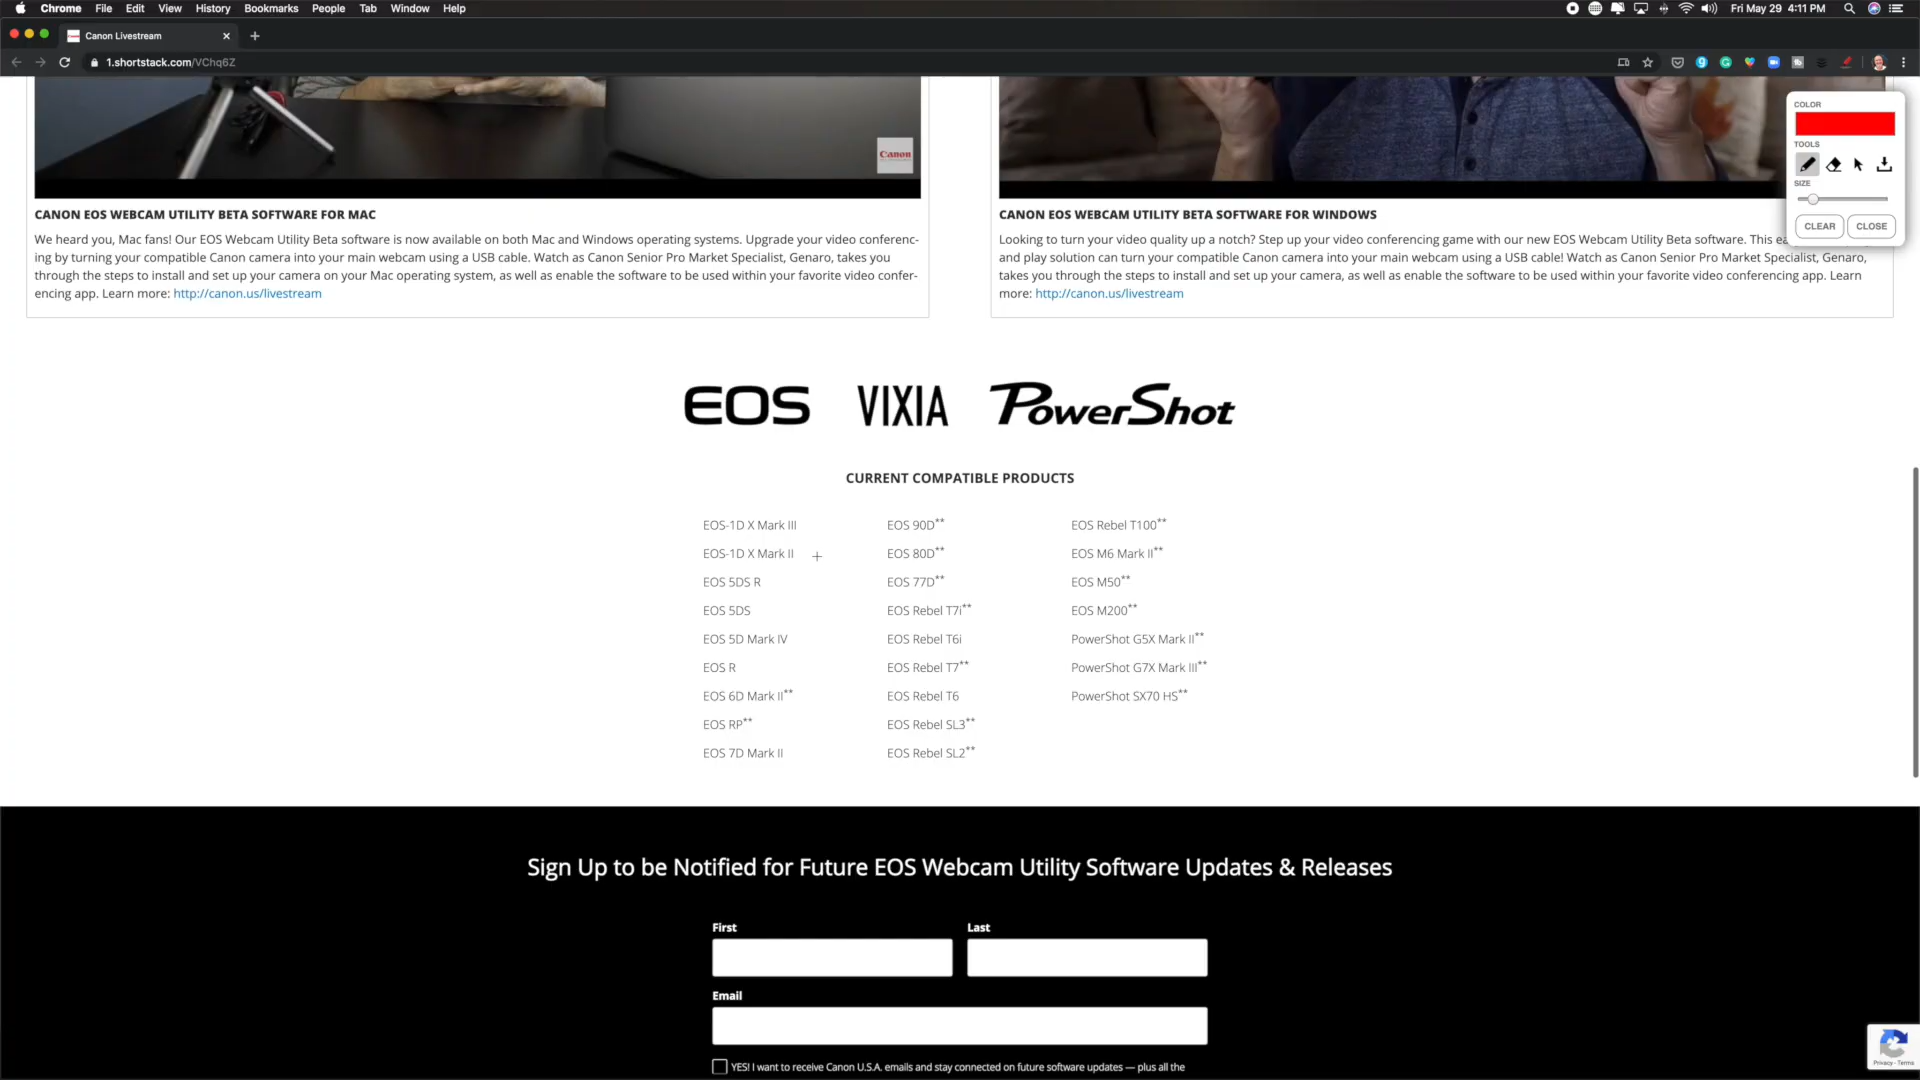 Chrome File Edit View History Bookmarks People Tab Window Help Fri May 29 4:11 PM
Canon Livestream
1.shortstack.com/VChq6Z
COLOR
TOOLS
SIZE
CLEAR CLOSE
Canon
CANON EOS WEBCAM UTILITY BETA SOFTWARE FOR MAC
We heard you, Mac fans! Our EOS Webcam Utility Beta software is now available on both Mac and Windows operating systems. Upgrade your video conferenc-
ing by turning your compatible Canon camera into your main webcam using a USB cable. Watch as Canon Senior Pro Market Specialist, Genaro, takes you
through the steps to install and set up your camera on your Mac operating system, as well as enable the software to be used within your favorite video confer-
encing app. Learn more: http://canon.us/livestream
CANON EOS WEBCAM UTILITY BETA SOFTWARE FOR WINDOWS
Looking to turn your video quality up a notch? Step up your video conferencing game with our new EOS Webcam Utility Beta software. This
and play solution can turn your compatible Canon camera into your main webcam using a USB cable! Watch as Canon Senior Pro Market Specialist, Genaro,
takes you through the steps to install and set up your camera, as well as enable the software to be used within your favorite video conferencing app. Learn
more: http://canon.us/livestream
EOS VIXIA PowerShot
CURRENT COMPATIBLE PRODUCTS
EOS-1D X Mark III
EOS-1D X Mark II
EOS 5DS R
EOS 5DS
EOS 5D Mark IV
EOS R
EOS 6D Mark II**
EOS RP**
EOS 7D Mark II
EOS 90D**
EOS 80D**
EOS 77D**
EOS Rebel T7i**
EOS Rebel T6i
EOS Rebel T7**
EOS Rebel T6
EOS Rebel SL3**
EOS Rebel SL2**
EOS Rebel T100**
EOS M6 Mark II**
EOS M50**
EOS M200**
PowerShot G5X Mark II**
PowerShot G7X Mark III**
PowerShot SX70 HS**
Sign Up to be Notified for Future EOS Webcam Utility Software Updates & Releases
First
Last
Email
YES! I want to receive Canon U.S.A. emails and stay connected on future software updates — plus all the
Privacy - Terms